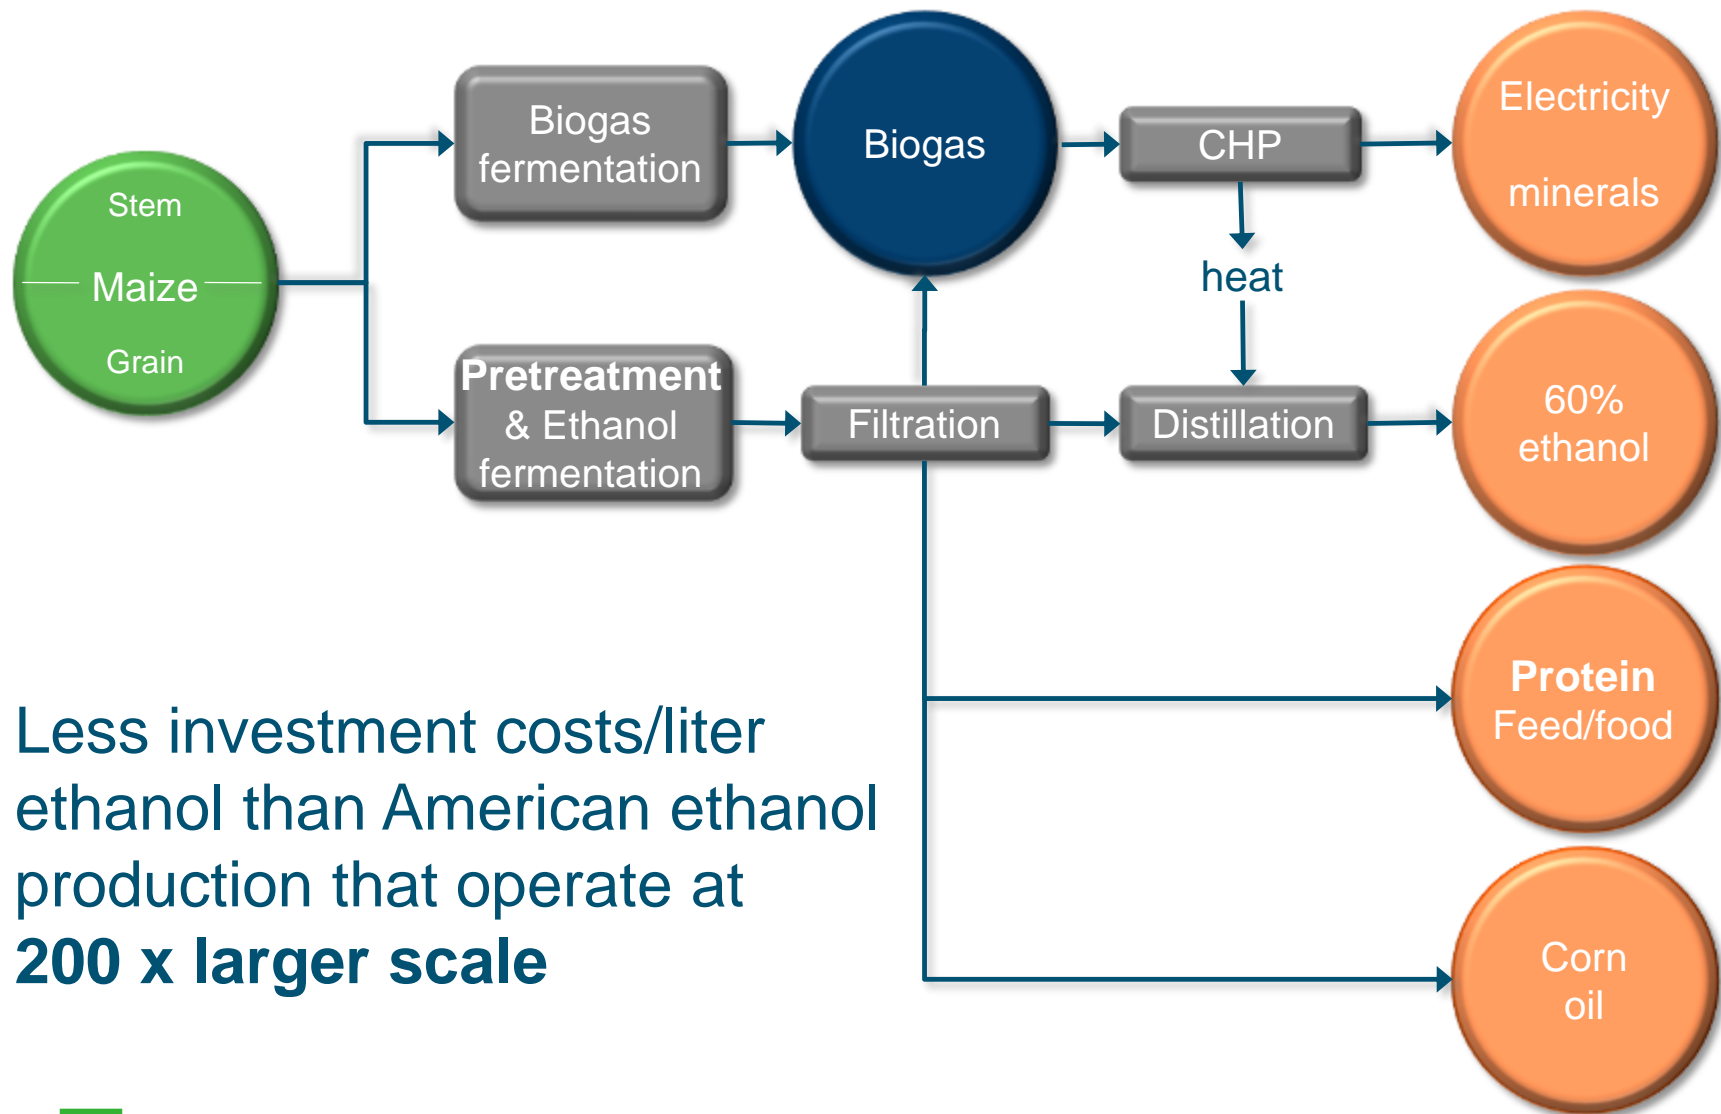 Stem
Maize
Grain
Biogas
fermentation
Pretreatment
& Ethanol
fermentation
Biogas
Filtration
CHP
heat
Distillation
Electricity
minerals
60%
ethanol
Protein
Feed/food
Corn
oil
Less investment costs/liter
ethanol than American ethanol
production that operate at
200 x larger scale